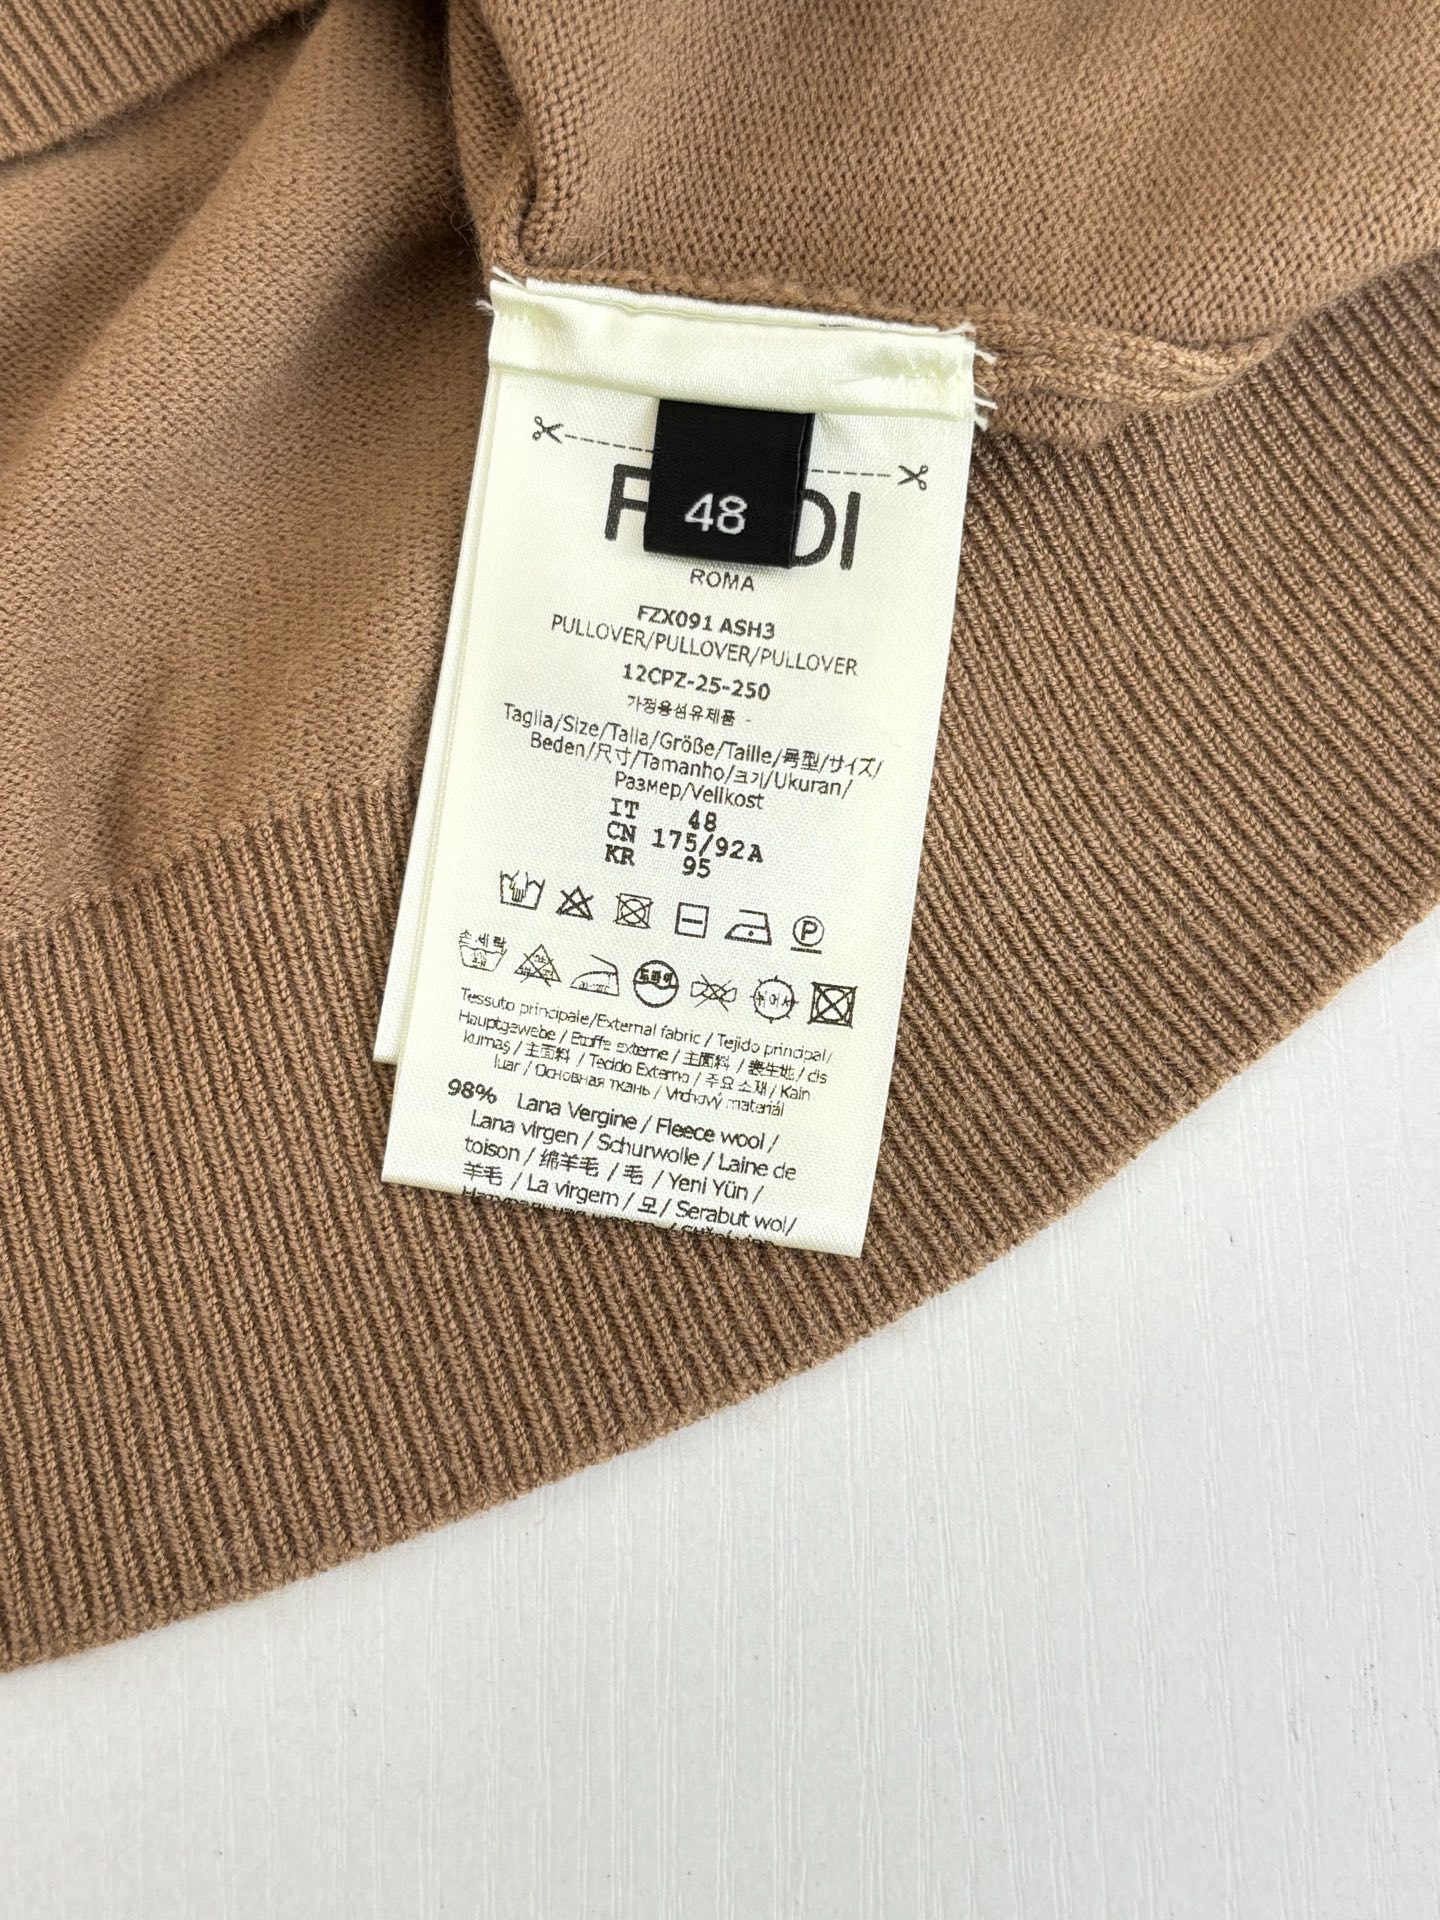 48
ROMA
FZX091 ASH3
PULLOVER/PULLOVER/PULLOVER
12CPZ-25-250
가정용섬유제품 -
Taglia/Size/Talla/Größe/Taille/号型/サイズ/
Beden/尺寸/Tamanho/크기/Ukuran/
Размер/Velikost
IT 48
CN 175/92A
KR 95
P
손세탁
Tessuto principale/External fabric/Tejido principal/
Hauptgewebe / Etoffe externe / 主面料 / 表生地 / dis
kumaş / 主面料 / Tecido Externo / 주요 소재 / Kain
luar / Основная ткань / Vrchový materiál
98% Lana Vergine / Fleece wool /
Lana virgen / Schurwolle / Laine de
toison / 绵羊毛 / 毛 / Yeni Yün /
羊毛 / La virgem / 모 / Serabut wol/